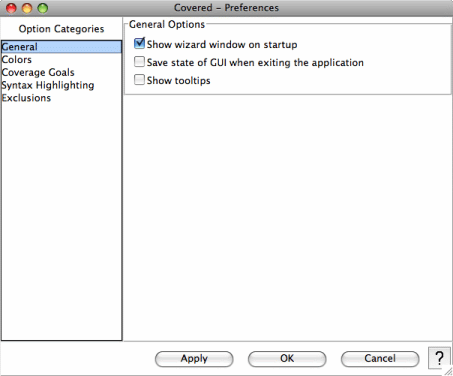 Covered - Preferences
Option Categories
General
Colors
Coverage Goals
Syntax Highlighting
Exclusions
General Options
Show wizard window on startup
Save state of GUI when exiting the application
Show tooltips
Apply
OK
Cancel
?